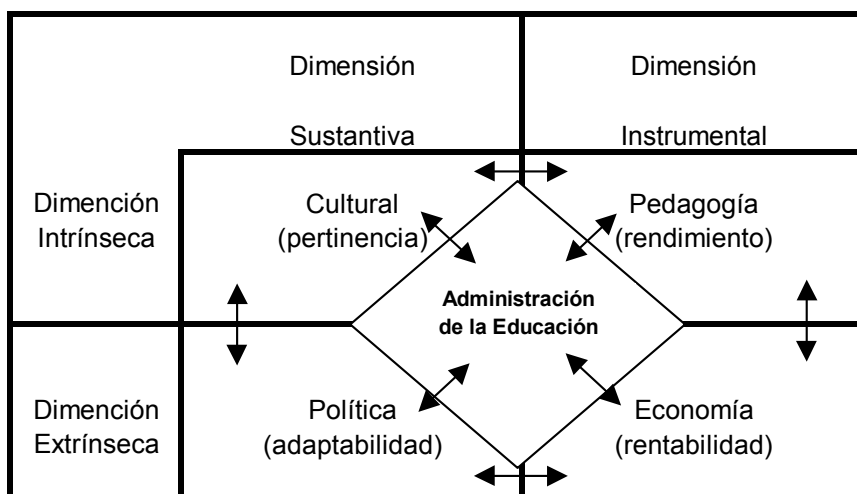 Dimensión
Sustantiva
Dimensión
Instrumental
Dimención
Intrínseca
Cultural
(pertinencia)
Pedagogía
(rendimiento)
Administración
de la Educación
Dimención
Extrínseca
Política
(adaptabilidad)
Economía
(rentabilidad)